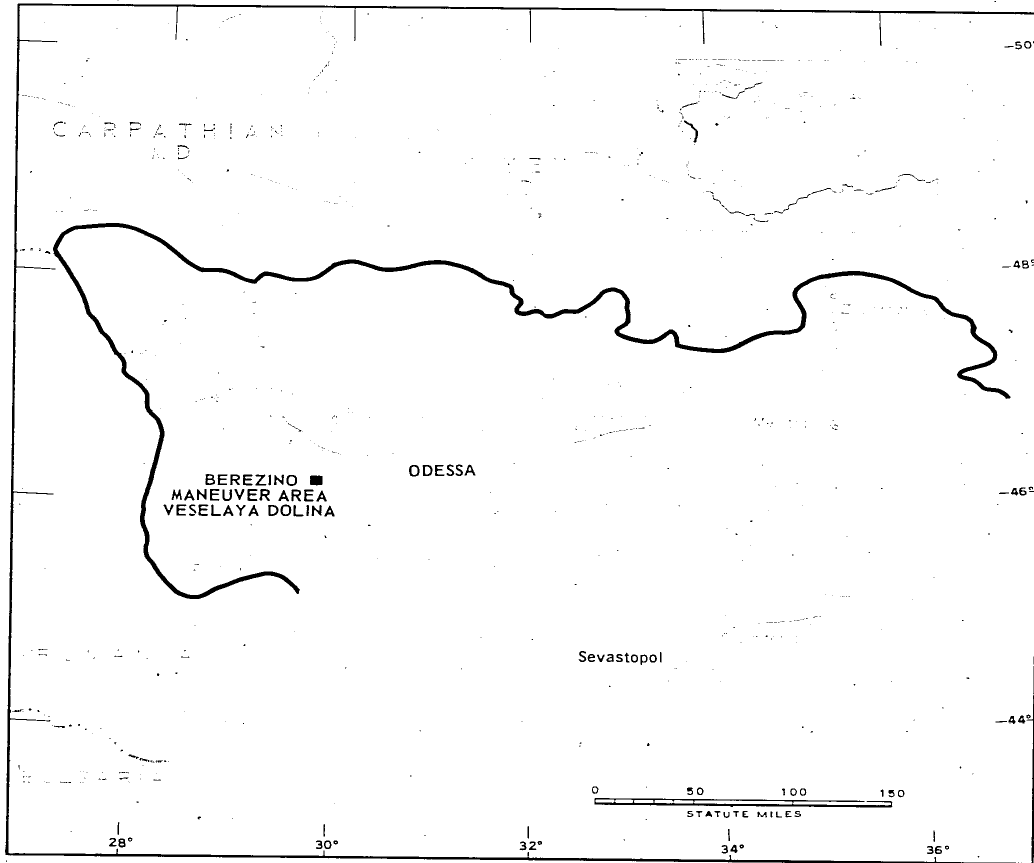 50°
CARPATHIAN
MD
48°
BEREZINO
MANEUVER AREA
VESELAYA DOLINA
ODESSA
46°
Sevastopol
44°
BULGARIA
0 50 100 150
STATUTE MILES
28° 30° 32° 34° 36°